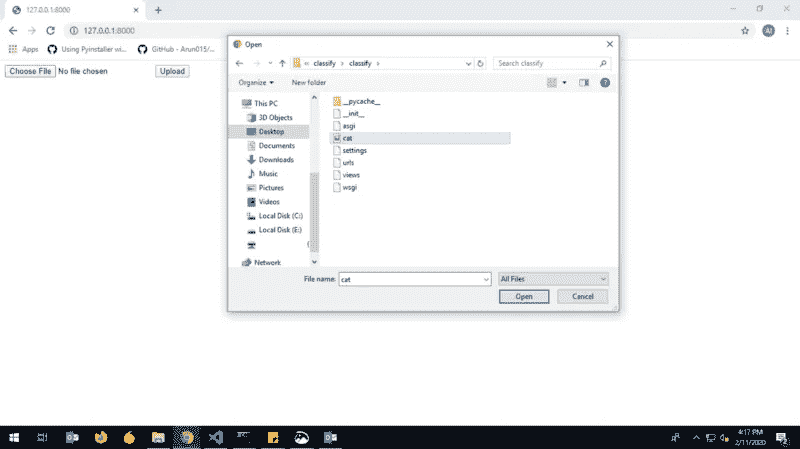 127.0.0.1:8000
127.0.0.1:8000
Apps Using Pyinstaller wi... GitHub - Arun015/...
Choose File No file chosen Upload
Open
« classify › classify ›
Search classify
Organize New folder
This PC
3D Objects
Desktop
Documents
Downloads
Music
Pictures
Videos
Local Disk (C:)
Local Disk (E:)
Network
__pycache__
__init__
asgi
cat
settings
urls
views
wsgi
File name: cat All Files
Open Cancel
4:17 PM
2/11/2020